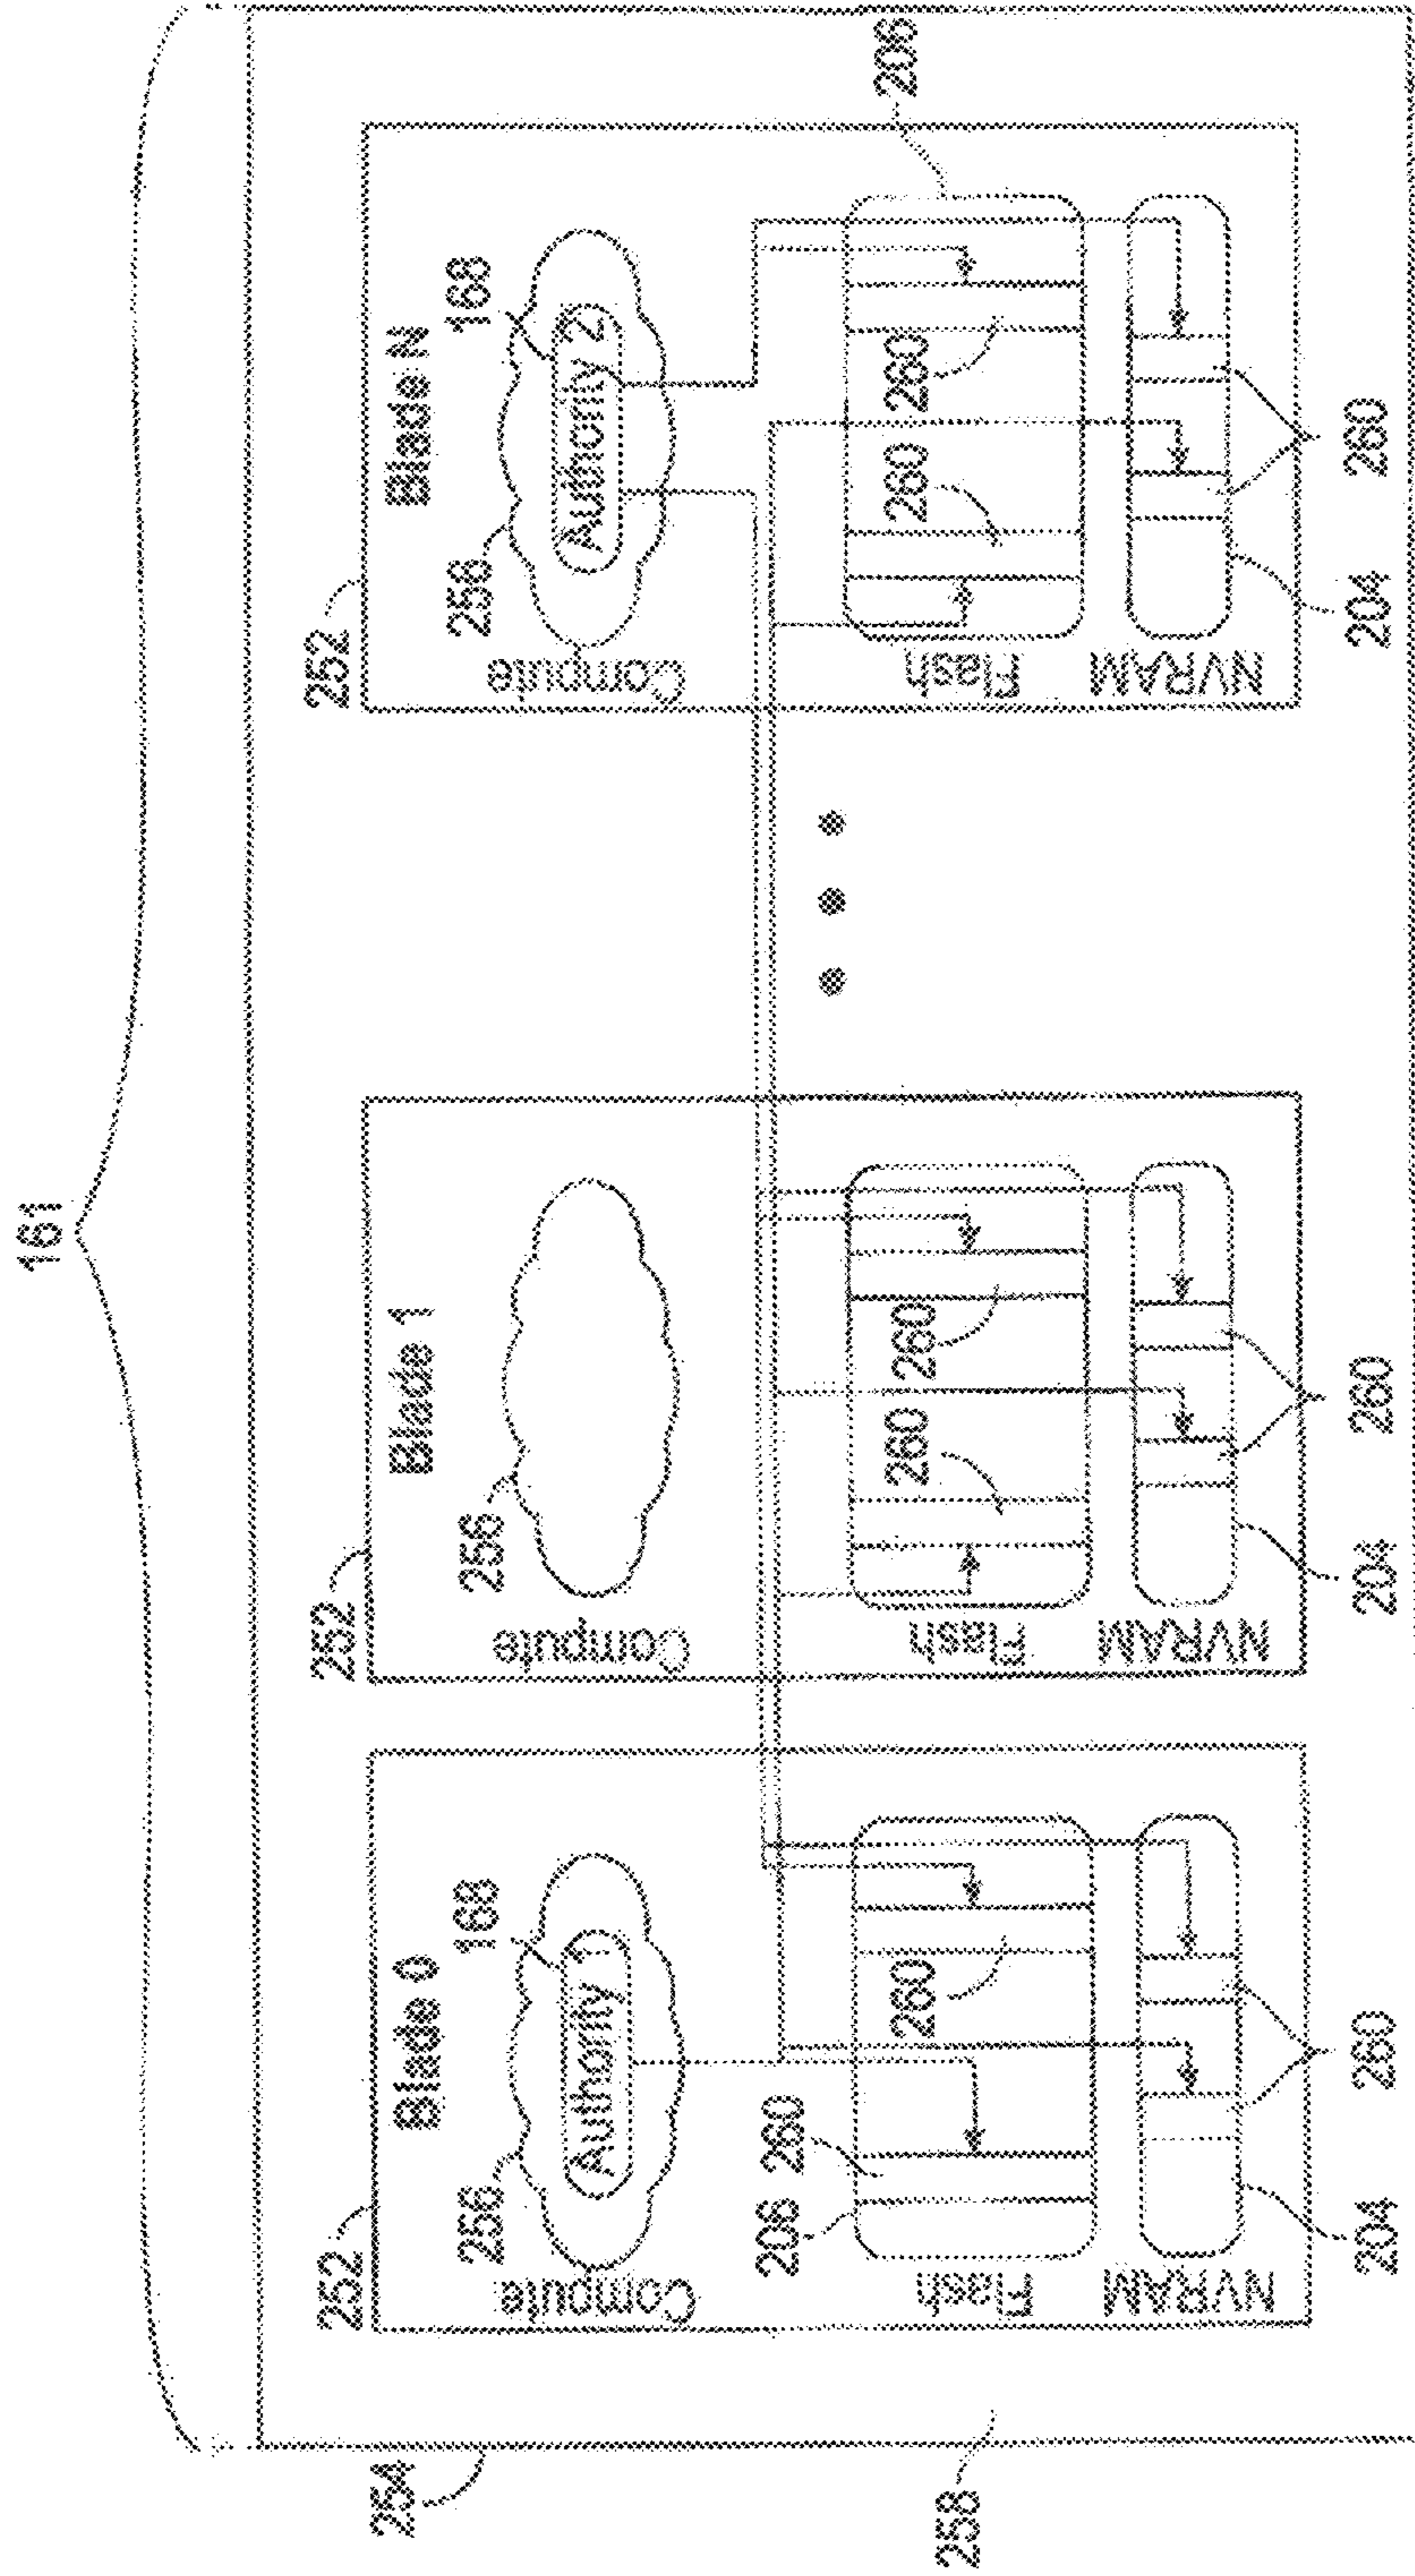 161
254
258
252
Blade 0
256
168
Compute
Authority 1
206
260
260
Flash
NVRAM
204
260
252
Blade 1
256
Compute
260
260
Flash
NVRAM
204
260
252
Blade N
256
168
Compute
Authority 2
206
260
260
Flash
NVRAM
204
260